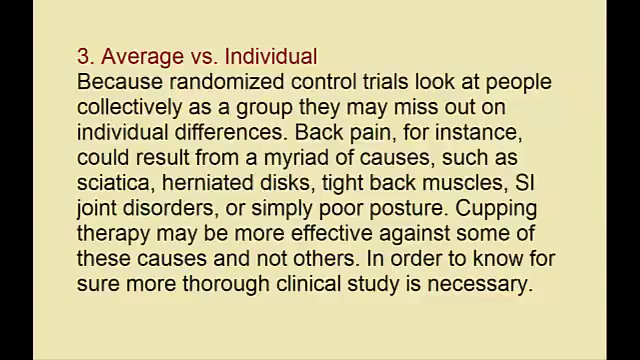 3. Average vs. Individual
Because randomized control trials look at people
collectively as a group they may miss out on
individual differences. Back pain, for instance,
could result from a myriad of causes, such as
sciatica, herniated disks, tight back muscles, SI
joint disorders, or simply poor posture. Cupping
therapy may be more effective against some of
these causes and not others. In order to know for
sure more thorough clinical study is necessary.